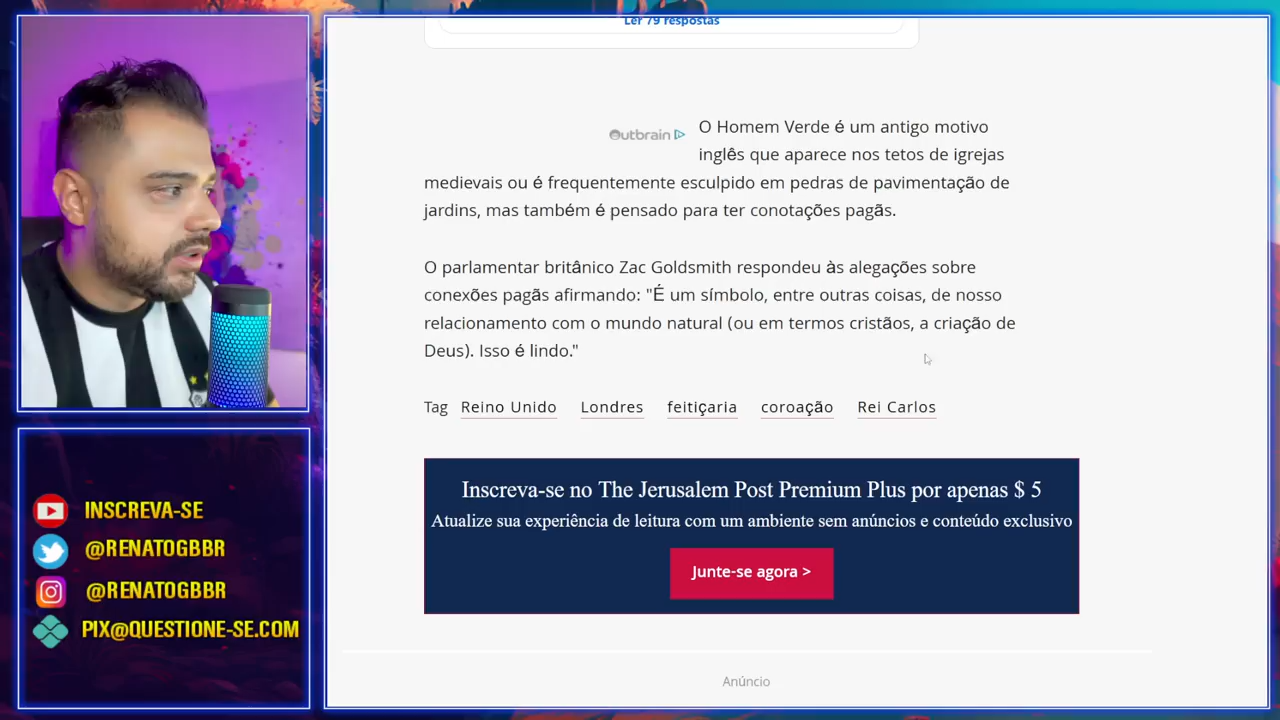 Ler 79 respostas
Outbrain
O Homem Verde é um antigo motivo
inglês que aparece nos tetos de igrejas
medievais ou é frequentemente esculpido em pedras de pavimentação de
jardins, mas também é pensado para ter conotações pagãs.
O parlamentar britânico Zac Goldsmith respondeu às alegações sobre
conexões pagãs afirmando: "É um símbolo, entre outras coisas, de nosso
relacionamento com o mundo natural (ou em termos cristãos, a criação de
Deus). Isso é lindo."
Tag Reino Unido Londres feitiçaria coroação Rei Carlos
Inscreva-se no The Jerusalem Post Premium Plus por apenas $ 5
Atualize sua experiência de leitura com um ambiente sem anúncios e conteúdo exclusivo
Junte-se agora >
Anúncio
INSCREVA-SE
@RENATOGBBR
@RENATOGBBR
PIX@QUESTIONE-SE.COM